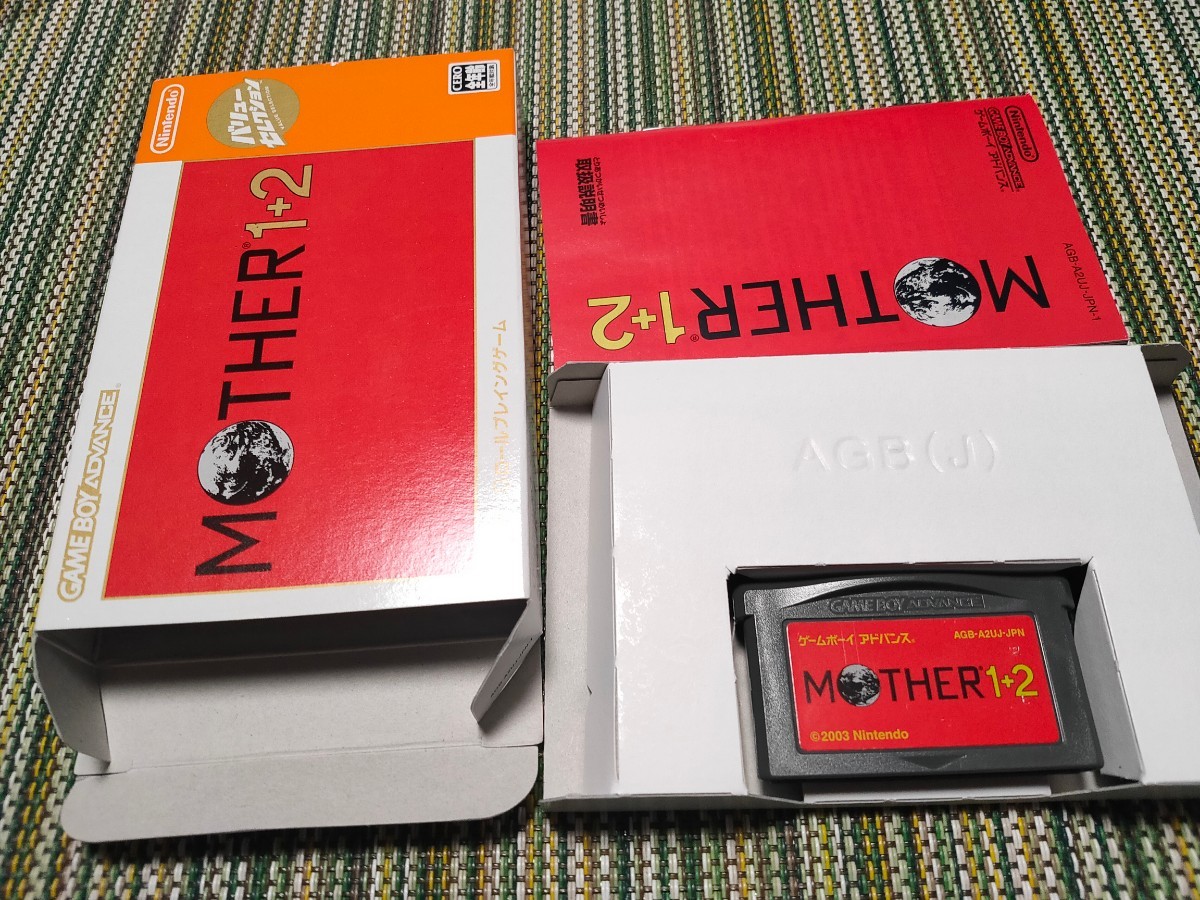 Nintendo
バリュー
セレクション
CERO
全年齢
MOTHER® 1+2
GAME BOY ADVANCE®
ロールプレイングゲーム
Nintendo
GAME BOY ADVANCE®
ゲームボーイ アドバンス®
AGB-A2UJ-JPN-1
MOTHER® 1+2
取扱説明書
AGB(J)
GAME BOY ADVANCE
ゲームボーイ アドバンス®
AGB-A2UJ-JPN
MOTHER® 1+2
©2003 Nintendo